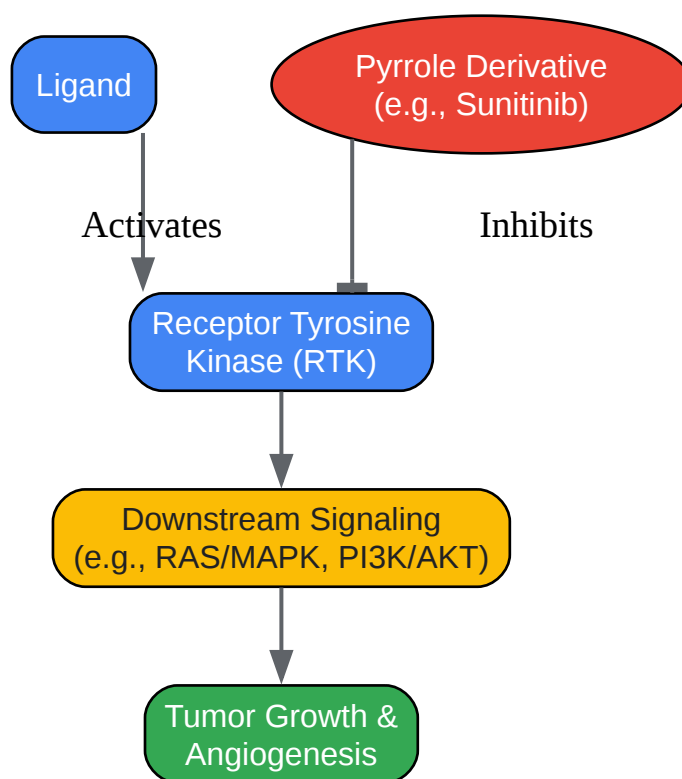 Ligand
Pyrrole Derivative
(e.g., Sunitinib)
Activates
Inhibits
Receptor Tyrosine
Kinase (RTK)
Downstream Signaling
(e.g., RAS/MAPK, PI3K/AKT)
Tumor Growth &
Angiogenesis